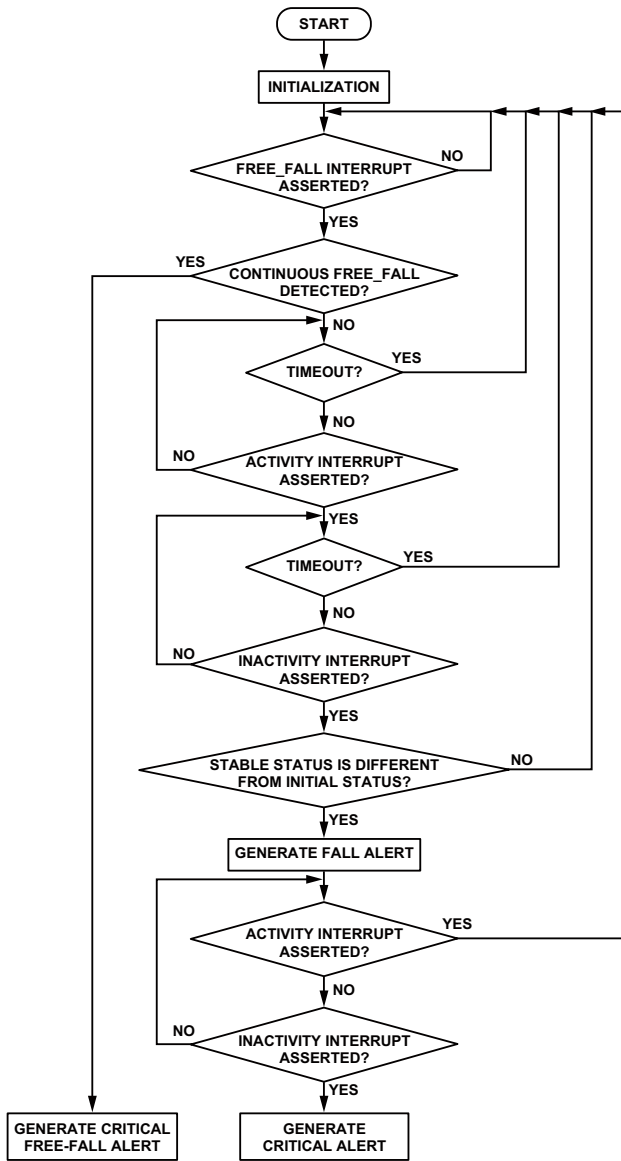 START
INITIALIZATION
FREE_FALL INTERRUPT
ASSERTED?
NO
YES
YES
CONTINUOUS FREE_FALL
DETECTED?
NO
TIMEOUT?
YES
NO
NO
ACTIVITY INTERRUPT
ASSERTED?
YES
TIMEOUT?
YES
NO
NO
INACTIVITY INTERRUPT
ASSERTED?
YES
STABLE STATUS IS DIFFERENT
FROM INITIAL STATUS?
NO
YES
GENERATE FALL ALERT
ACTIVITY INTERRUPT
ASSERTED?
YES
NO
NO
INACTIVITY INTERRUPT
ASSERTED?
YES
GENERATE CRITICAL
FREE-FALL ALERT
GENERATE
CRITICAL ALERT